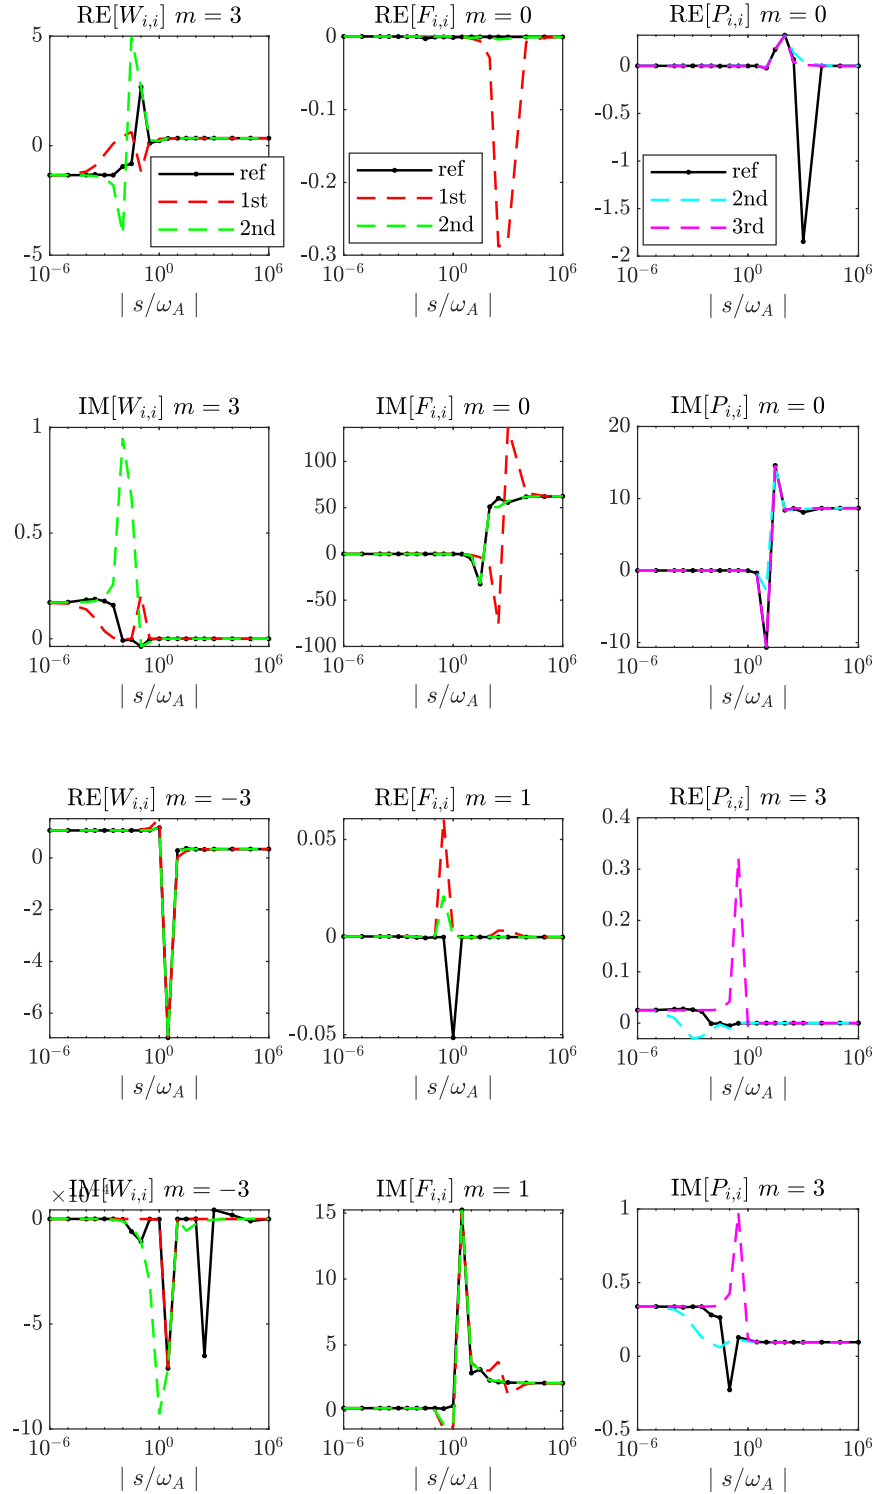 RE[W_{i,i}] m = 3
RE[F_{i,i}] m = 0
RE[P_{i,i}] m = 0
5
0
-5
10^{-6} 10^{0} 10^{6}
| s/ω_A |
ref
1st
2nd
0
-0.1
-0.2
-0.3
10^{-6} 10^{0} 10^{6}
| s/ω_A |
ref
1st
2nd
0
-0.5
-1
-1.5
-2
10^{-6} 10^{0} 10^{6}
| s/ω_A |
ref
2nd
3rd
IM[W_{i,i}] m = 3
IM[F_{i,i}] m = 0
IM[P_{i,i}] m = 0
1
0.5
0
10^{-6} 10^{0} 10^{6}
| s/ω_A |
100
50
0
-50
-100
10^{-6} 10^{0} 10^{6}
| s/ω_A |
20
10
0
-10
10^{-6} 10^{0} 10^{6}
| s/ω_A |
RE[W_{i,i}] m = −3
RE[F_{i,i}] m = 1
RE[P_{i,i}] m = 3
0
-2
-4
-6
10^{-6} 10^{0} 10^{6}
| s/ω_A |
0.05
0
-0.05
10^{-6} 10^{0} 10^{6}
| s/ω_A |
0.4
0.3
0.2
0.1
0
10^{-6} 10^{0} 10^{6}
| s/ω_A |
IM[W_{i,i}] m = −3
IM[F_{i,i}] m = 1
IM[P_{i,i}] m = 3
0
-5
-10
10^{-6} 10^{0} 10^{6}
| s/ω_A |
15
10
5
0
10^{-6} 10^{0} 10^{6}
| s/ω_A |
1
0.5
0
-0.5
10^{-6} 10^{0} 10^{6}
| s/ω_A |